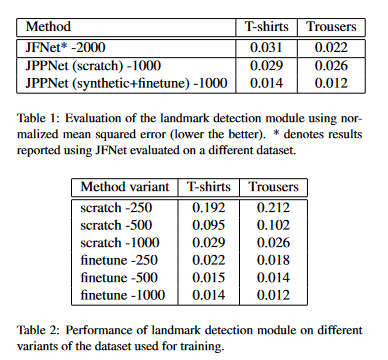 Method T-shirts Trousers
JFNet* -2000 0.031 0.022
JPPNet (scratch) -1000 0.029 0.026
JPPNet (synthetic+finetune) -1000 0.014 0.012
Table 1: Evaluation of the landmark detection module using nor-
malized mean squared error (lower the better). * denotes results
reported using JFNet evaluated on a different dataset.
Method variant T-shirts Trousers
scratch -250 0.192 0.212
scratch -500 0.095 0.102
scratch -1000 0.029 0.026
finetune -250 0.022 0.018
finetune -500 0.015 0.014
finetune -1000 0.014 0.012
Table 2: Performance of landmark detection module on different
variants of the dataset used for training.